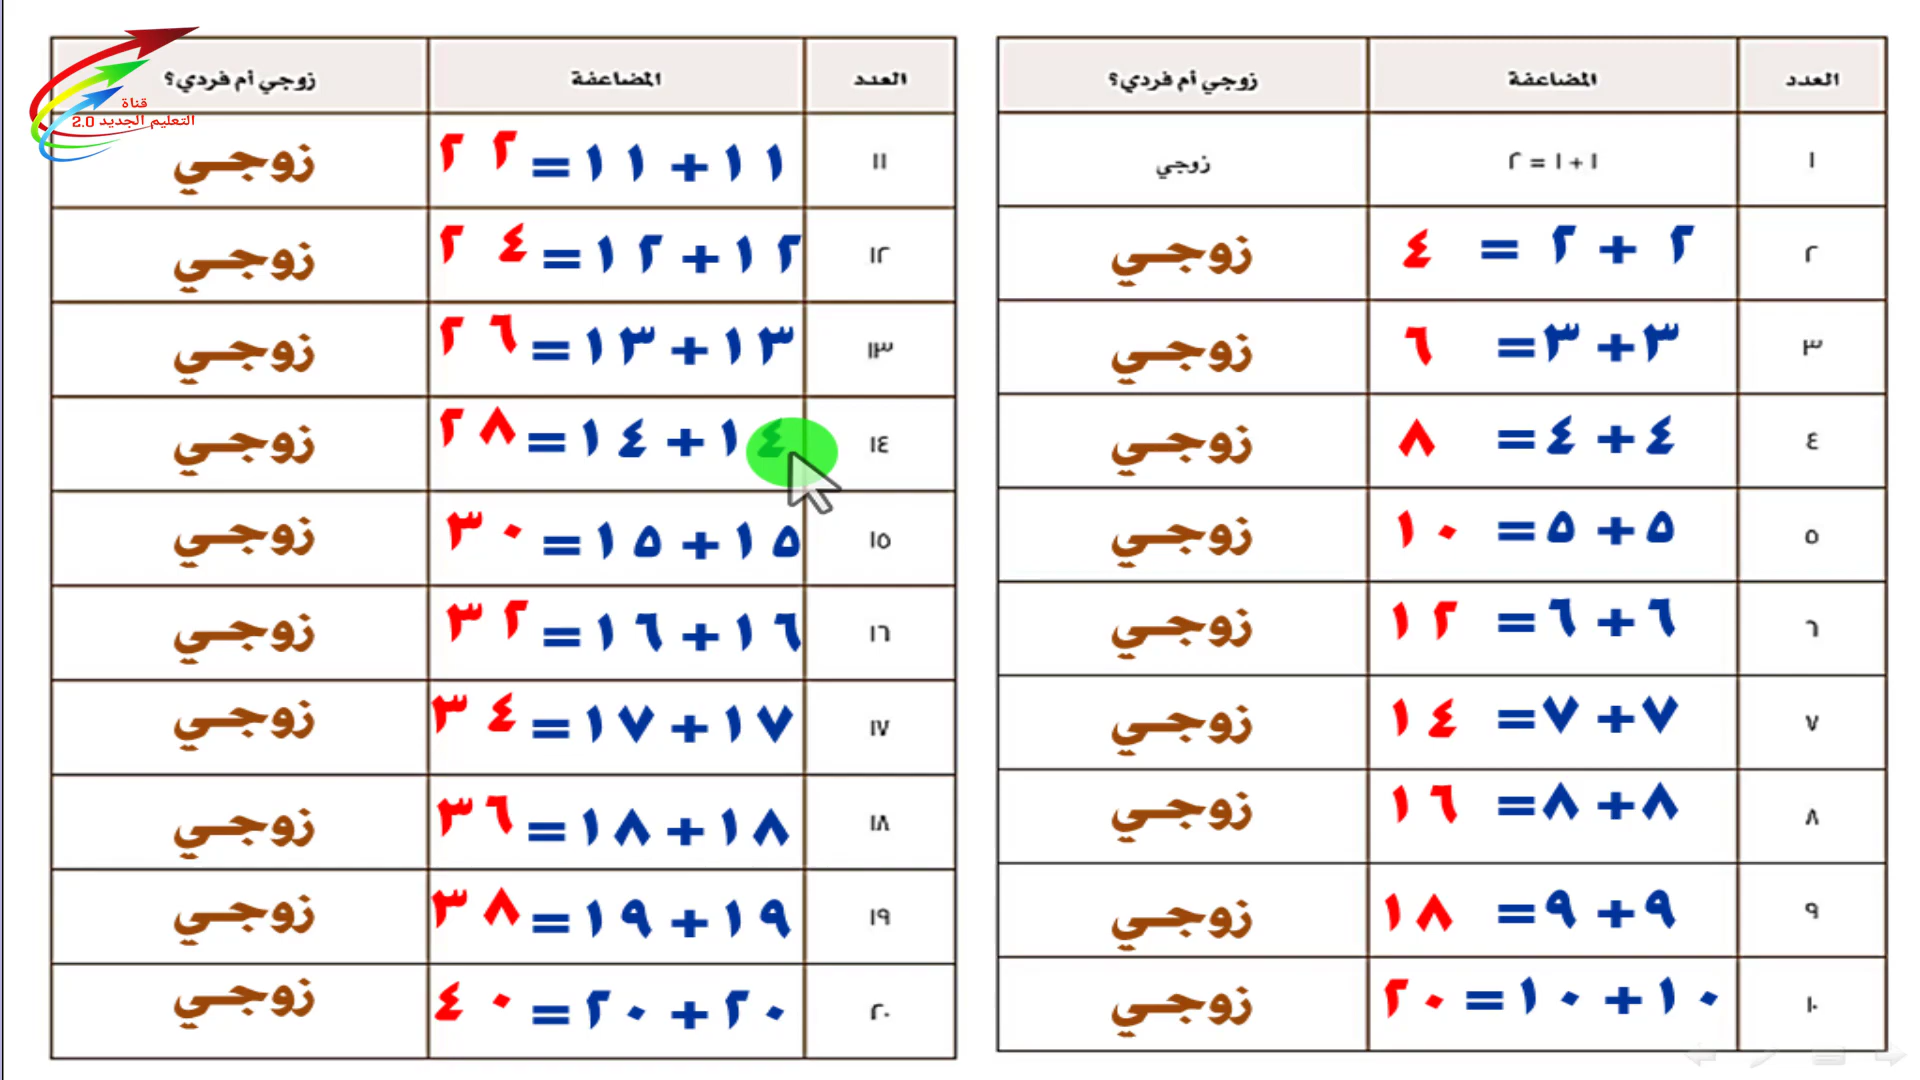 العدد المضاعفة زوجي أم فردي؟
١ ١ + ١ = ٢ زوجي
٢ ٢ + ٢ = ٤ زوجي
٣ ٣ + ٣ = ٦ زوجي
٤ ٤ + ٤ = ٨ زوجي
٥ ٥ + ٥ = ١٠ زوجي
٦ ٦ + ٦ = ١٢ زوجي
٧ ٧ + ٧ = ١٤ زوجي
٨ ٨ + ٨ = ١٦ زوجي
٩ ٩ + ٩ = ١٨ زوجي
١٠ ١٠ + ١٠ = ٢٠ زوجي
العدد المضاعفة زوجي أم فردي؟
١١ ١١ + ١١ = ٢٢ زوجي
١٢ ١٢ + ١٢ = ٢٤ زوجي
١٣ ١٣ + ١٣ = ٢٦ زوجي
١٤ ١٤ + ١٤ = ٢٨ زوجي
١٥ ١٥ + ١٥ = ٣٠ زوجي
١٦ ١٦ + ١٦ = ٣٢ زوجي
١٧ ١٧ + ١٧ = ٣٤ زوجي
١٨ ١٨ + ١٨ = ٣٦ زوجي
١٩ ١٩ + ١٩ = ٣٨ زوجي
٢٠ ٢٠ + ٢٠ = ٤٠ زوجي
قناة
التعليم الجديد 2.0